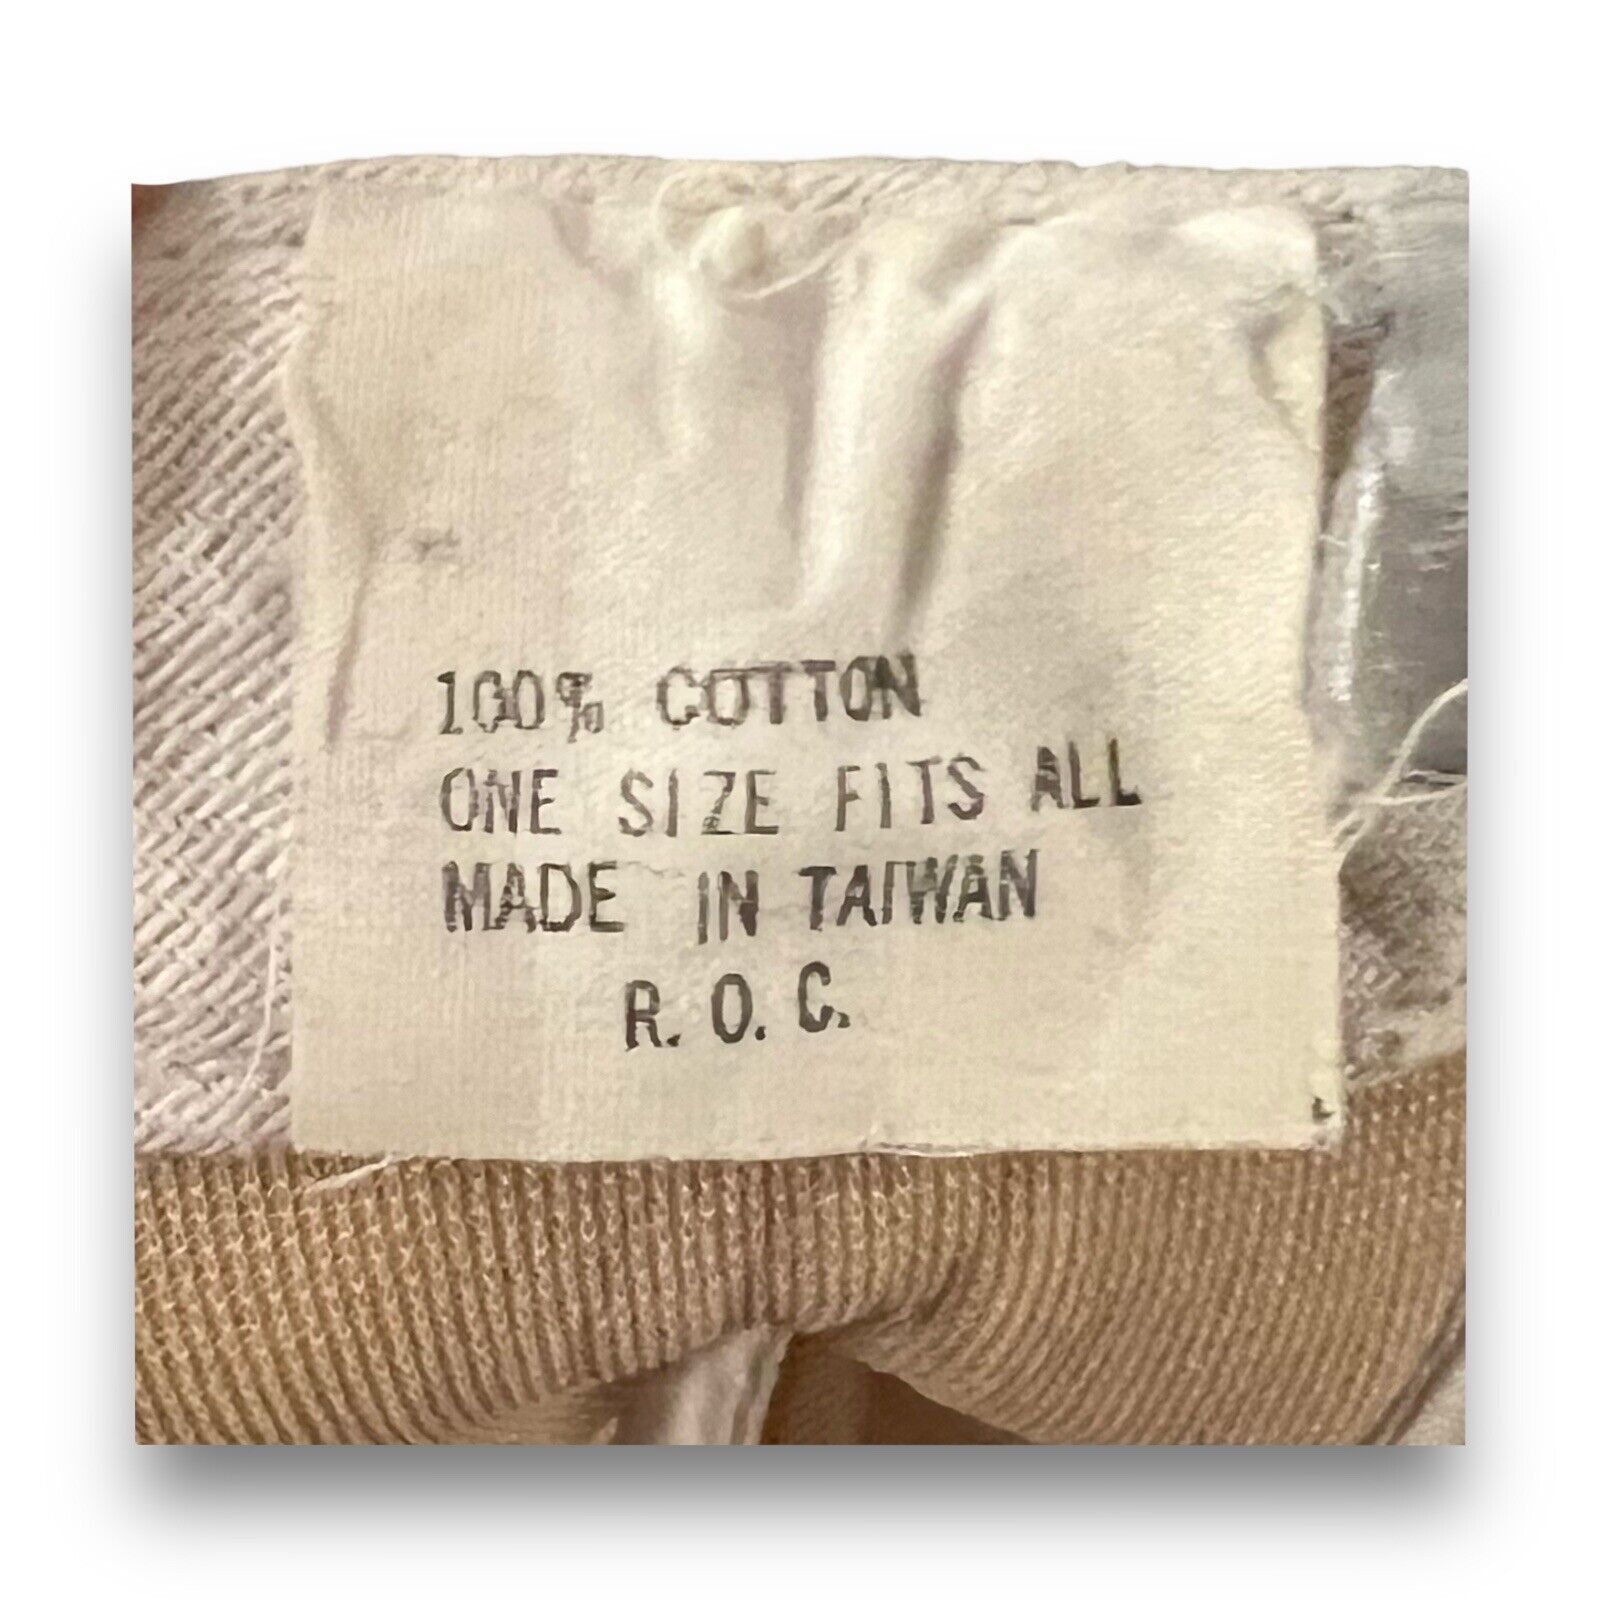 100% COTTON
ONE SIZE FITS ALL
MADE IN TAIWAN
R.O.C.